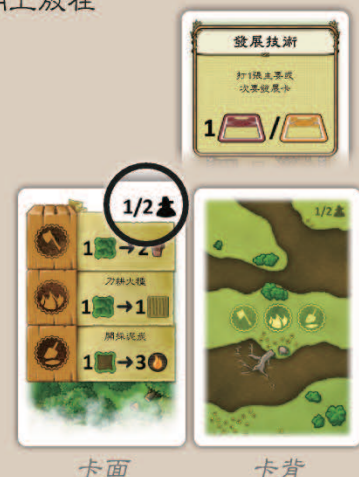 上放在
發展技術
打1張主要或
次要發展卡
1 /
1/2
1 → 2
刀耕火種
1 → 1
開採泥炭
1 → 3
1/2
卡面
卡背